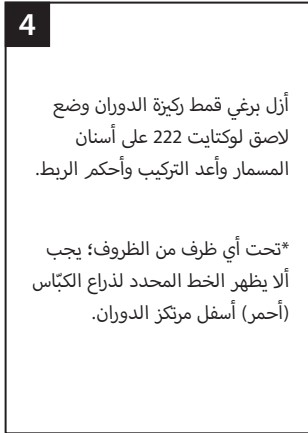 4
أزل برغي قمط ركيزة الدوران وضع
لاصق لوكتايت 222 على أسنان
المسمار وأعد التركيب وأحكم الربط.
*تحت أي ظرف من الظروف؛ يجب
ألا يظهر الخط المحدد لذراع الكبّاس
(أحمر) أسفل مرتكز الدوران.